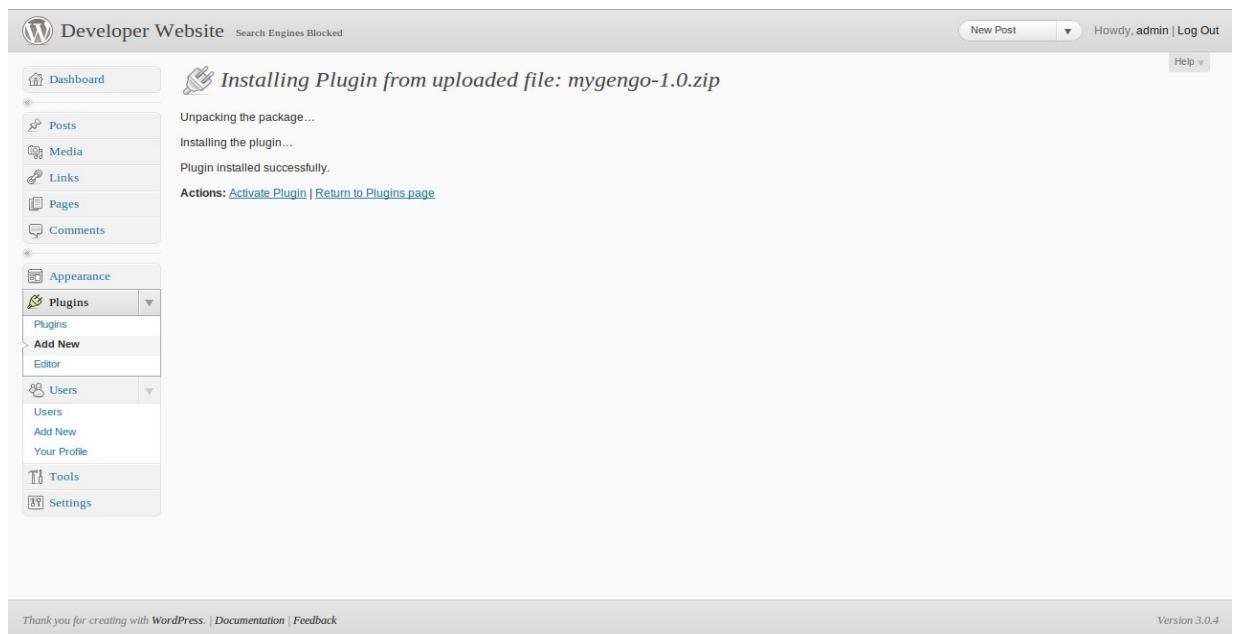 Developer Website Search Engines Blocked
New Post
Howdy, admin | Log Out
Help
Dashboard
Posts
Media
Links
Pages
Comments
Appearance
Plugins
Plugins
Add New
Editor
Users
Users
Add New
Your Profile
Tools
Settings
Installing Plugin from uploaded file: mygengo-1.0.zip
Unpacking the package…
Installing the plugin…
Plugin installed successfully.
Actions: Activate Plugin | Return to Plugins page
Thank you for creating with WordPress. | Documentation | Feedback
Version 3.0.4